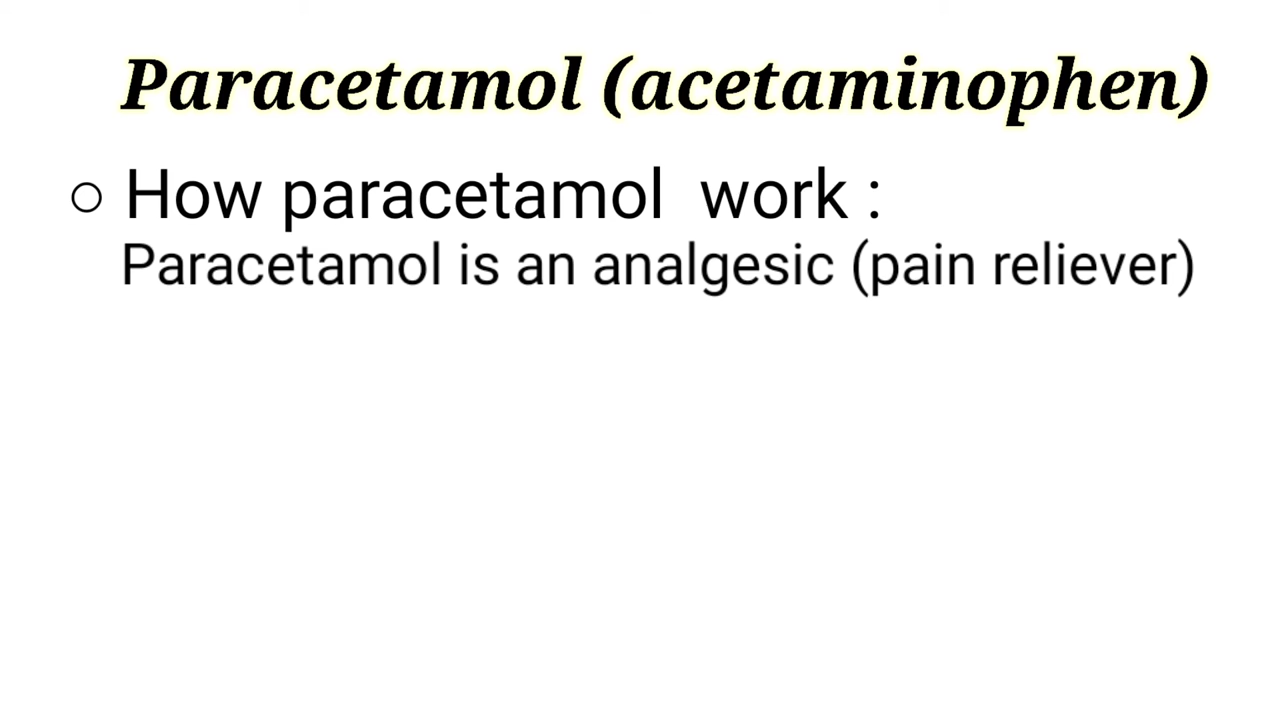 Paracetamol (acetaminophen)
○ How paracetamol work :
Paracetamol is an analgesic (pain reliever)